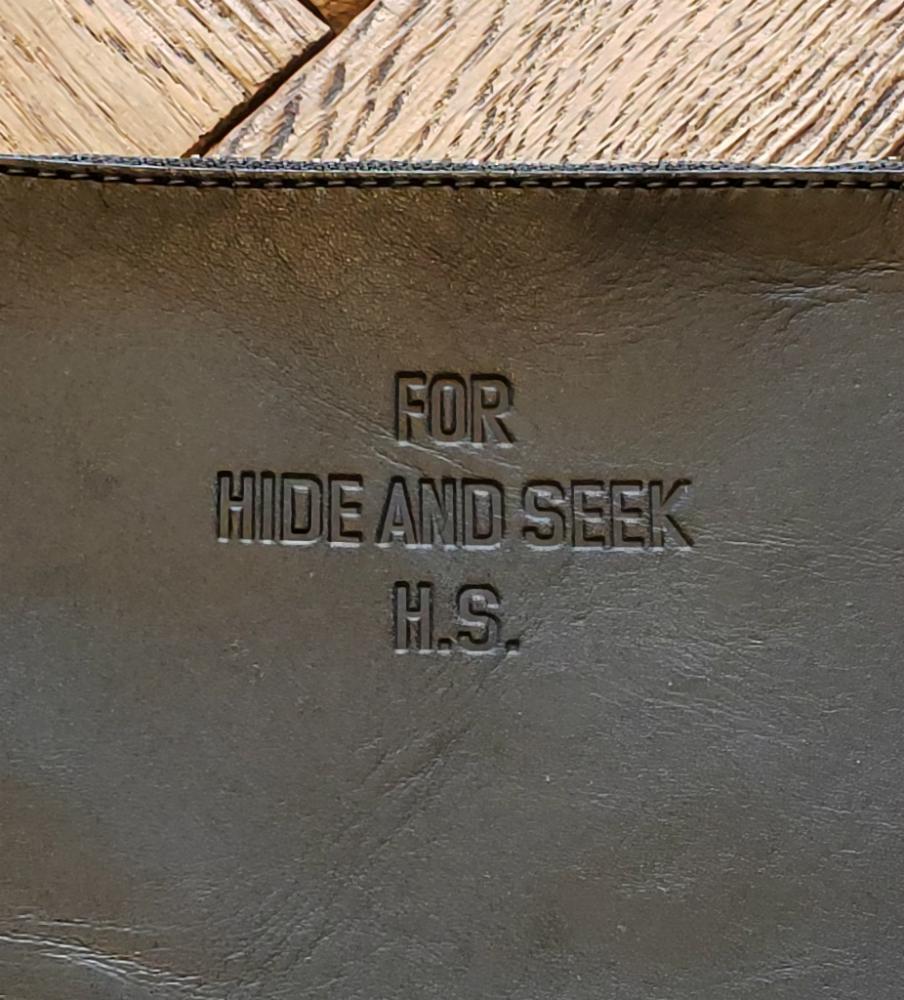 FOR
HIDE AND SEEK
H.S.